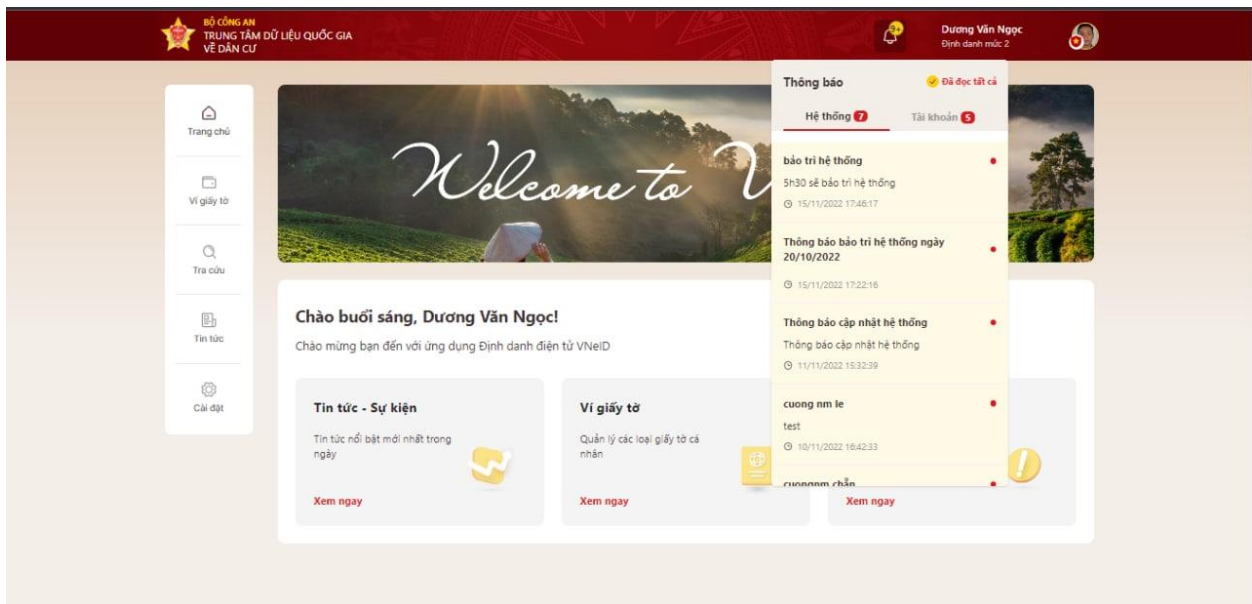 BỘ CÔNG AN
TRUNG TÂM DỮ LIỆU QUỐC GIA
VỀ DÂN CƯ
9+
Dương Văn Ngọc
Định danh mức 2
Trang chủ
Ví giấy tờ
Tra cứu
Tin tức
Cài đặt
Welcome to V
Thông báo
Đã đọc tất cả
Hệ thống 7
Tài khoản 5
bảo trì hệ thống
5h30 sẽ bảo trì hệ thống
15/11/2022 17:46:17
Thông báo bảo trì hệ thống ngày
20/10/2022
15/11/2022 17:22:16
Thông báo cập nhật hệ thống
Thông báo cập nhật hệ thống
11/11/2022 15:32:39
cuong nm le
test
10/11/2022 16:42:33
cuongnm chẵn
Chào buổi sáng, Dương Văn Ngọc!
Chào mừng bạn đến với ứng dụng Định danh điện tử VNeID
Tin tức - Sự kiện
Tin tức nổi bật mới nhất trong
ngày
Xem ngay
Ví giấy tờ
Quản lý các loại giấy tờ cá
nhân
Xem ngay
Xem ngay